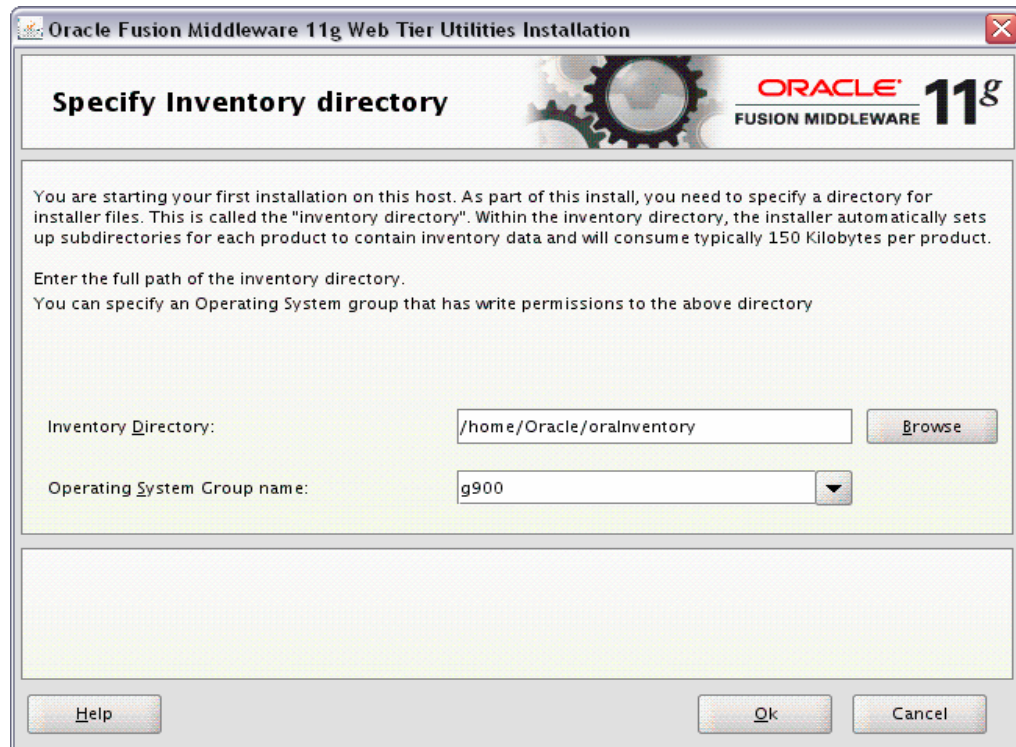 Oracle Fusion Middleware 11g Web Tier Utilities Installation
Specify Inventory directory
ORACLE
FUSION MIDDLEWARE
11g
You are starting your first installation on this host. As part of this install, you need to specify a directory for
installer files. This is called the "inventory directory". Within the inventory directory, the installer automatically sets
up subdirectories for each product to contain inventory data and will consume typically 150 Kilobytes per product.
Enter the full path of the inventory directory.
You can specify an Operating System group that has write permissions to the above directory
Inventory Directory: /home/Oracle/oraInventory Browse
Operating System Group name: g900
Help Ok Cancel